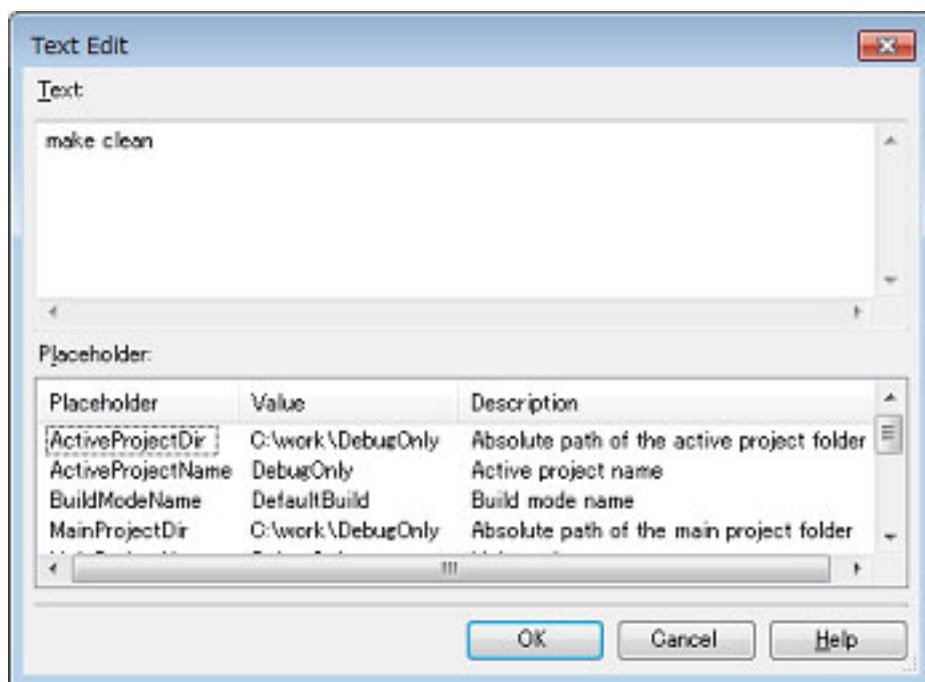 Text Edit
Text:
make clean
Placeholder:
Placeholder Value Description
ActiveProjectDir C:\work\DebugOnly Absolute path of the active project folder
ActiveProjectName DebugOnly Active project name
BuildModeName DefaultBuild Build mode name
MainProjectDir C:\work\DebugOnly Absolute path of the main project folder
OK Cancel Help